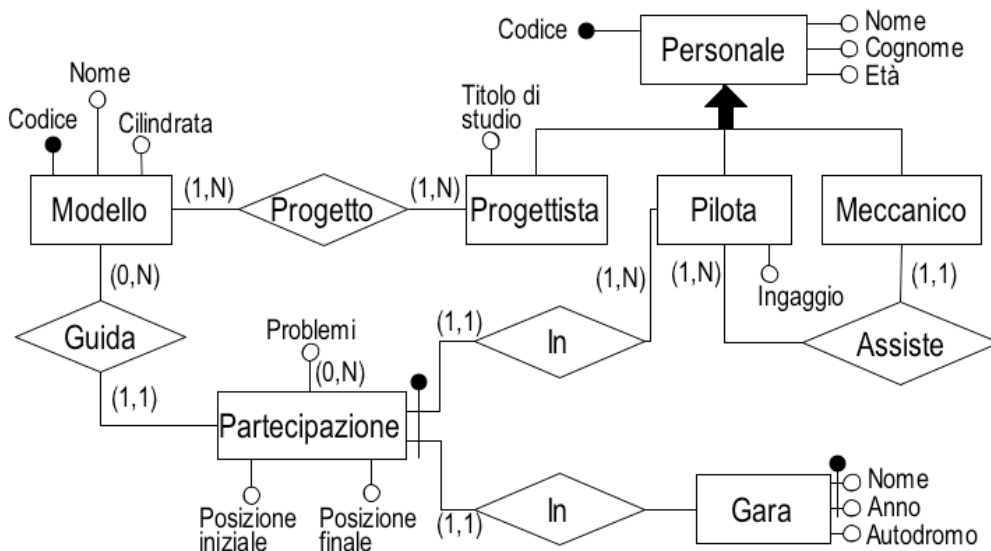 Codice
Personale
Nome
Cognome
Età
Nome
Codice
Cilindrata
Titolo di
studio
Modello
(1,N)
Progetto
(1,N)
Progettista
Pilota
Meccanico
(0,N)
(1,N)
(1,N)
(1,1)
Ingaggio
Guida
Problemi
(0,N)
(1,1)
In
Assiste
(1,1)
Partecipazione
Posizione
iniziale
Posizione
finale
(1,1)
In
Gara
Nome
Anno
Autodromo